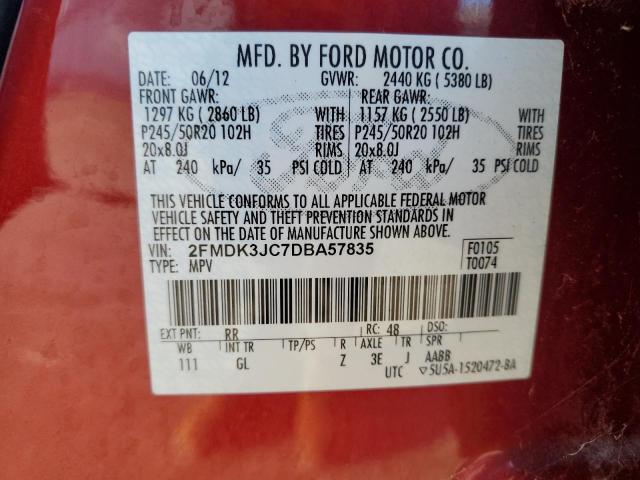 MFD. BY FORD MOTOR CO.
DATE: 06/12 GVWR: 2440 KG ( 5380 LB)
FRONT GAWR: REAR GAWR:
1297 KG ( 2860 LB) WITH 1157 KG ( 2550 LB) WITH
P245/50R20 102H TIRES P245/50R20 102H TIRES
20x8.0J RIMS 20x8.0J RIMS
AT 240 kPa/ 35 PSI COLD AT 240 kPa/ 35 PSI COLD
THIS VEHICLE CONFORMS TO ALL APPLICABLE FEDERAL MOTOR
VEHICLE SAFETY AND THEFT PREVENTION STANDARDS IN
EFFECT ON THE DATE OF MANUFACTURE SHOWN ABOVE.
VIN: 2FMDK3JC7DBA57835 F0105
TYPE: MPV T0074
EXT PNT: RR RC: 48 DSO:
WB INT TR TP/PS R AXLE TR SPR
111 GL Z 3E J AABB
UTC ▽5U5A-1520472-BA